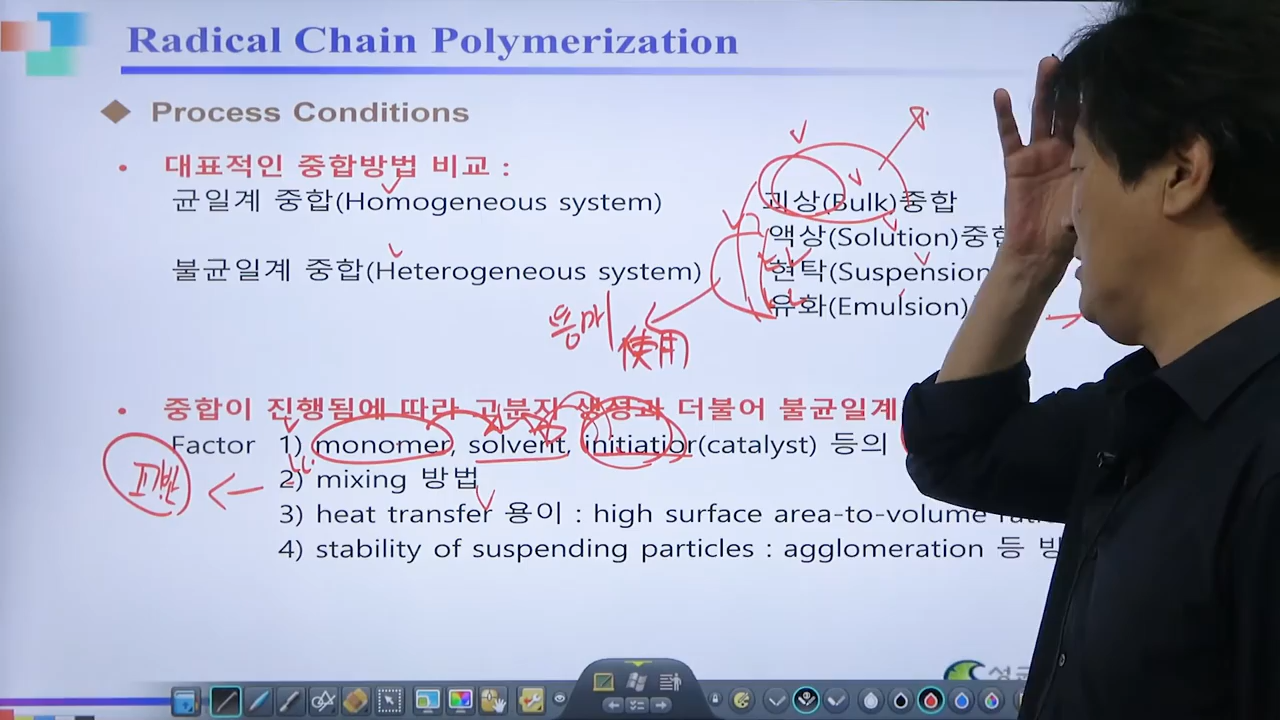 Radical Chain Polymerization
Process Conditions
• 대표적인 중합방법 비교 :
균일계 중합(Homogeneous system) 괴상(Bulk)중합
액상(Solution)중합
불균일계 중합(Heterogeneous system) 현탁(Suspension
유화(Emulsion)
용매
使用
• 중합이 진행됨에 따라 고분자 생성과 더불어 불균일계
Factor 1) monomer, solvent, initiatior(catalyst) 등의
교반
2) mixing 방법
3) heat transfer 용이 : high surface area-to-volume
4) stability of suspending particles : agglomeration 등 방